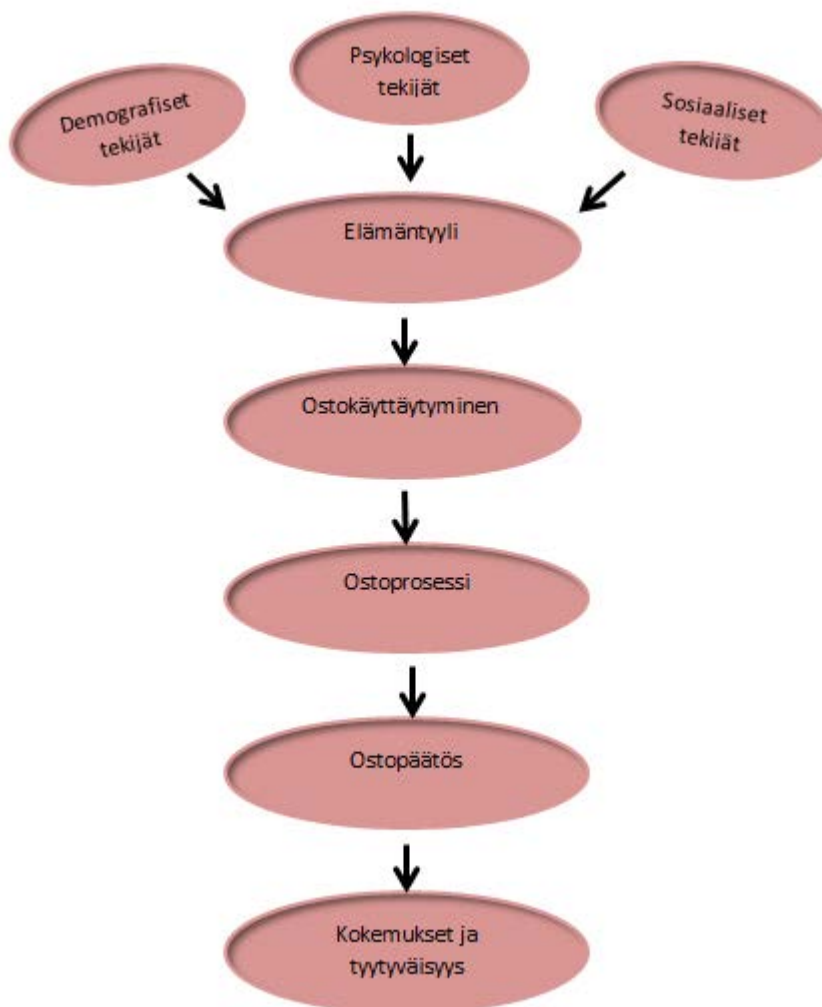 Psykologiset
tekijät
Demografiset
tekijät
Sosiaaliset
tekijät
Elämäntyyli
Ostokäyttäytyminen
Ostoprosessi
Ostopäätös
Kokemukset ja
tyytyväisyys